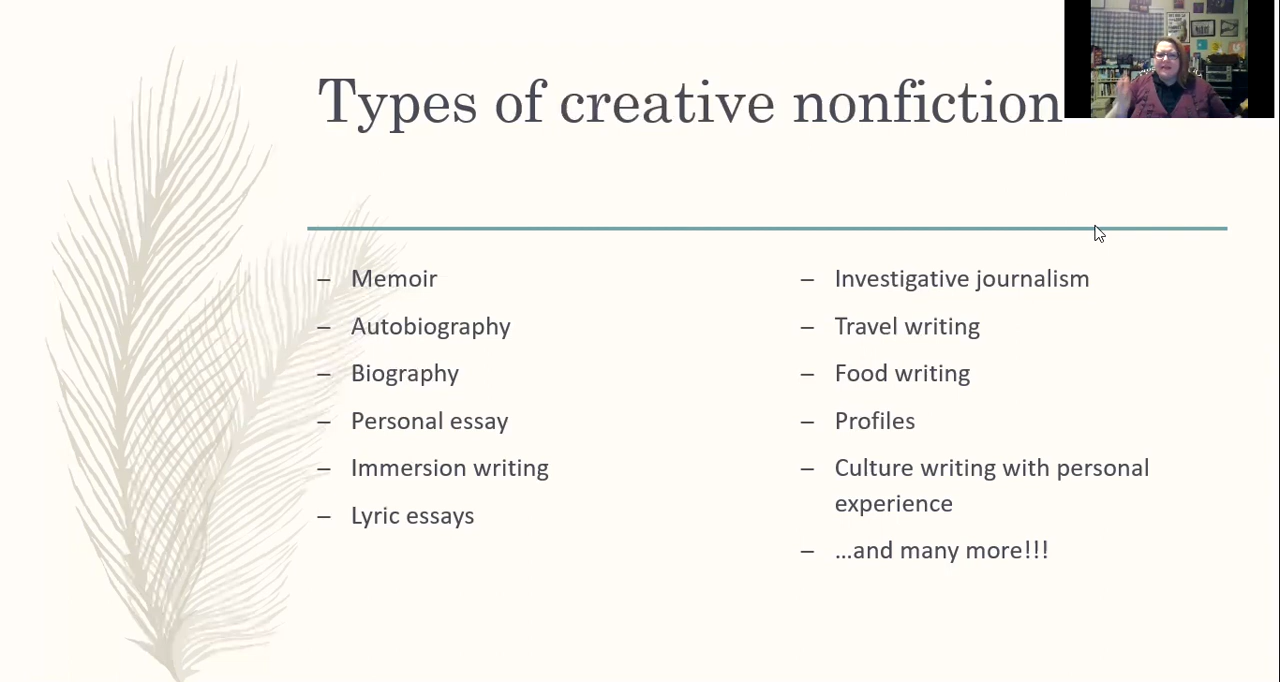 Types of creative nonfiction
– Memoir
– Autobiography
– Biography
– Personal essay
– Immersion writing
– Lyric essays
– Investigative journalism
– Travel writing
– Food writing
– Profiles
– Culture writing with personal
experience
– …and many more!!!